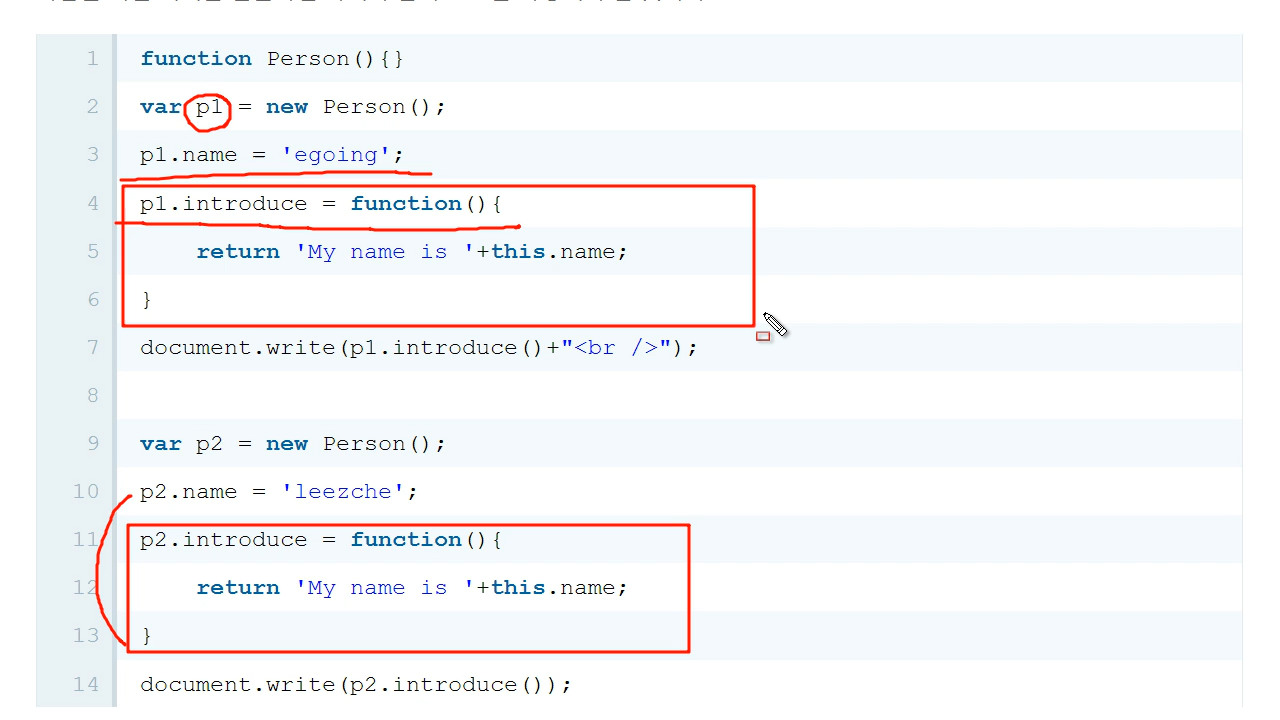 1 function Person(){}
2 var p1 = new Person();
3 p1.name = 'egoing';
4 p1.introduce = function(){
5 return 'My name is '+this.name;
6 }
7 document.write(p1.introduce()+"<br />");
8
9 var p2 = new Person();
10 p2.name = 'leezche';
11 p2.introduce = function(){
12 return 'My name is '+this.name;
13 }
14 document.write(p2.introduce());